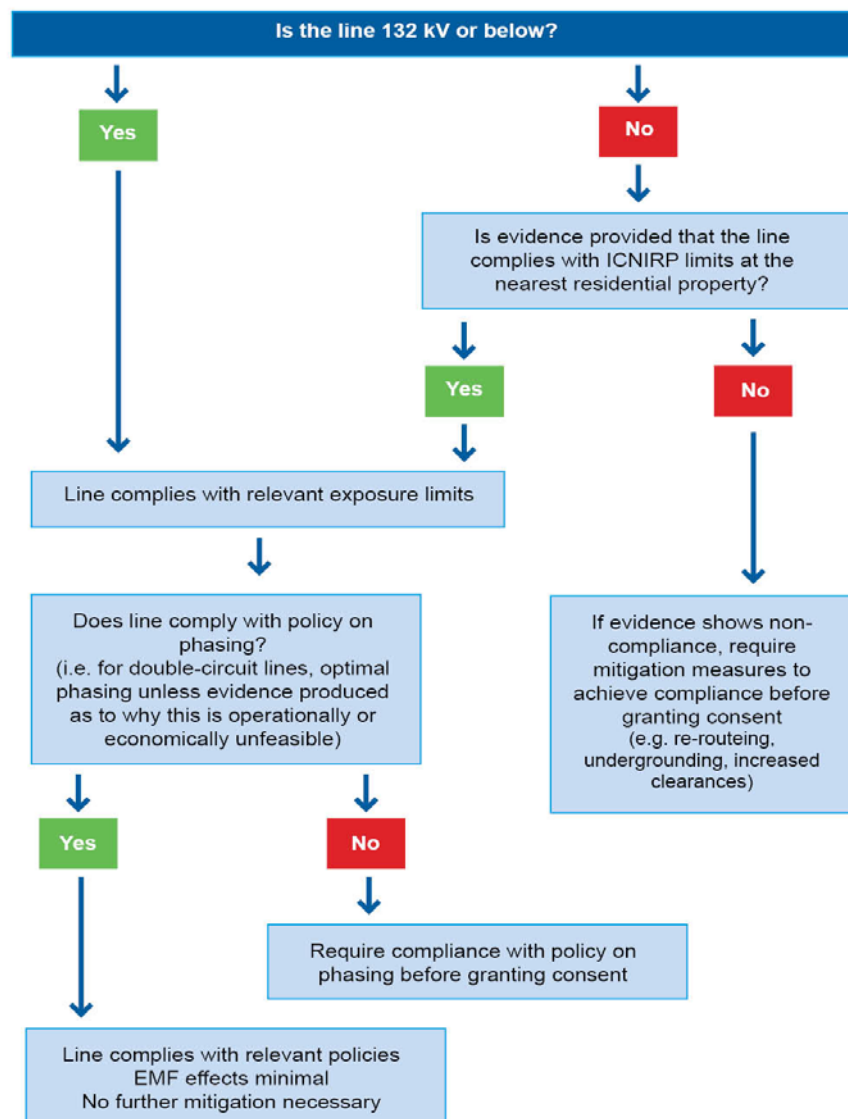 Is the line 132 kV or below?
Yes
No
Is evidence provided that the line
complies with ICNIRP limits at the
nearest residential property?
Yes
No
Line complies with relevant exposure limits
Does line comply with policy on
phasing?
(i.e. for double-circuit lines, optimal
phasing unless evidence produced
as to why this is operationally or
economically unfeasible)
If evidence shows non-
compliance, require
mitigation measures to
achieve compliance before
granting consent
(e.g. re-routeing,
undergrounding, increased
clearances)
Yes
No
Require compliance with policy on
phasing before granting consent
Line complies with relevant policies
EMF effects minimal
No further mitigation necessary